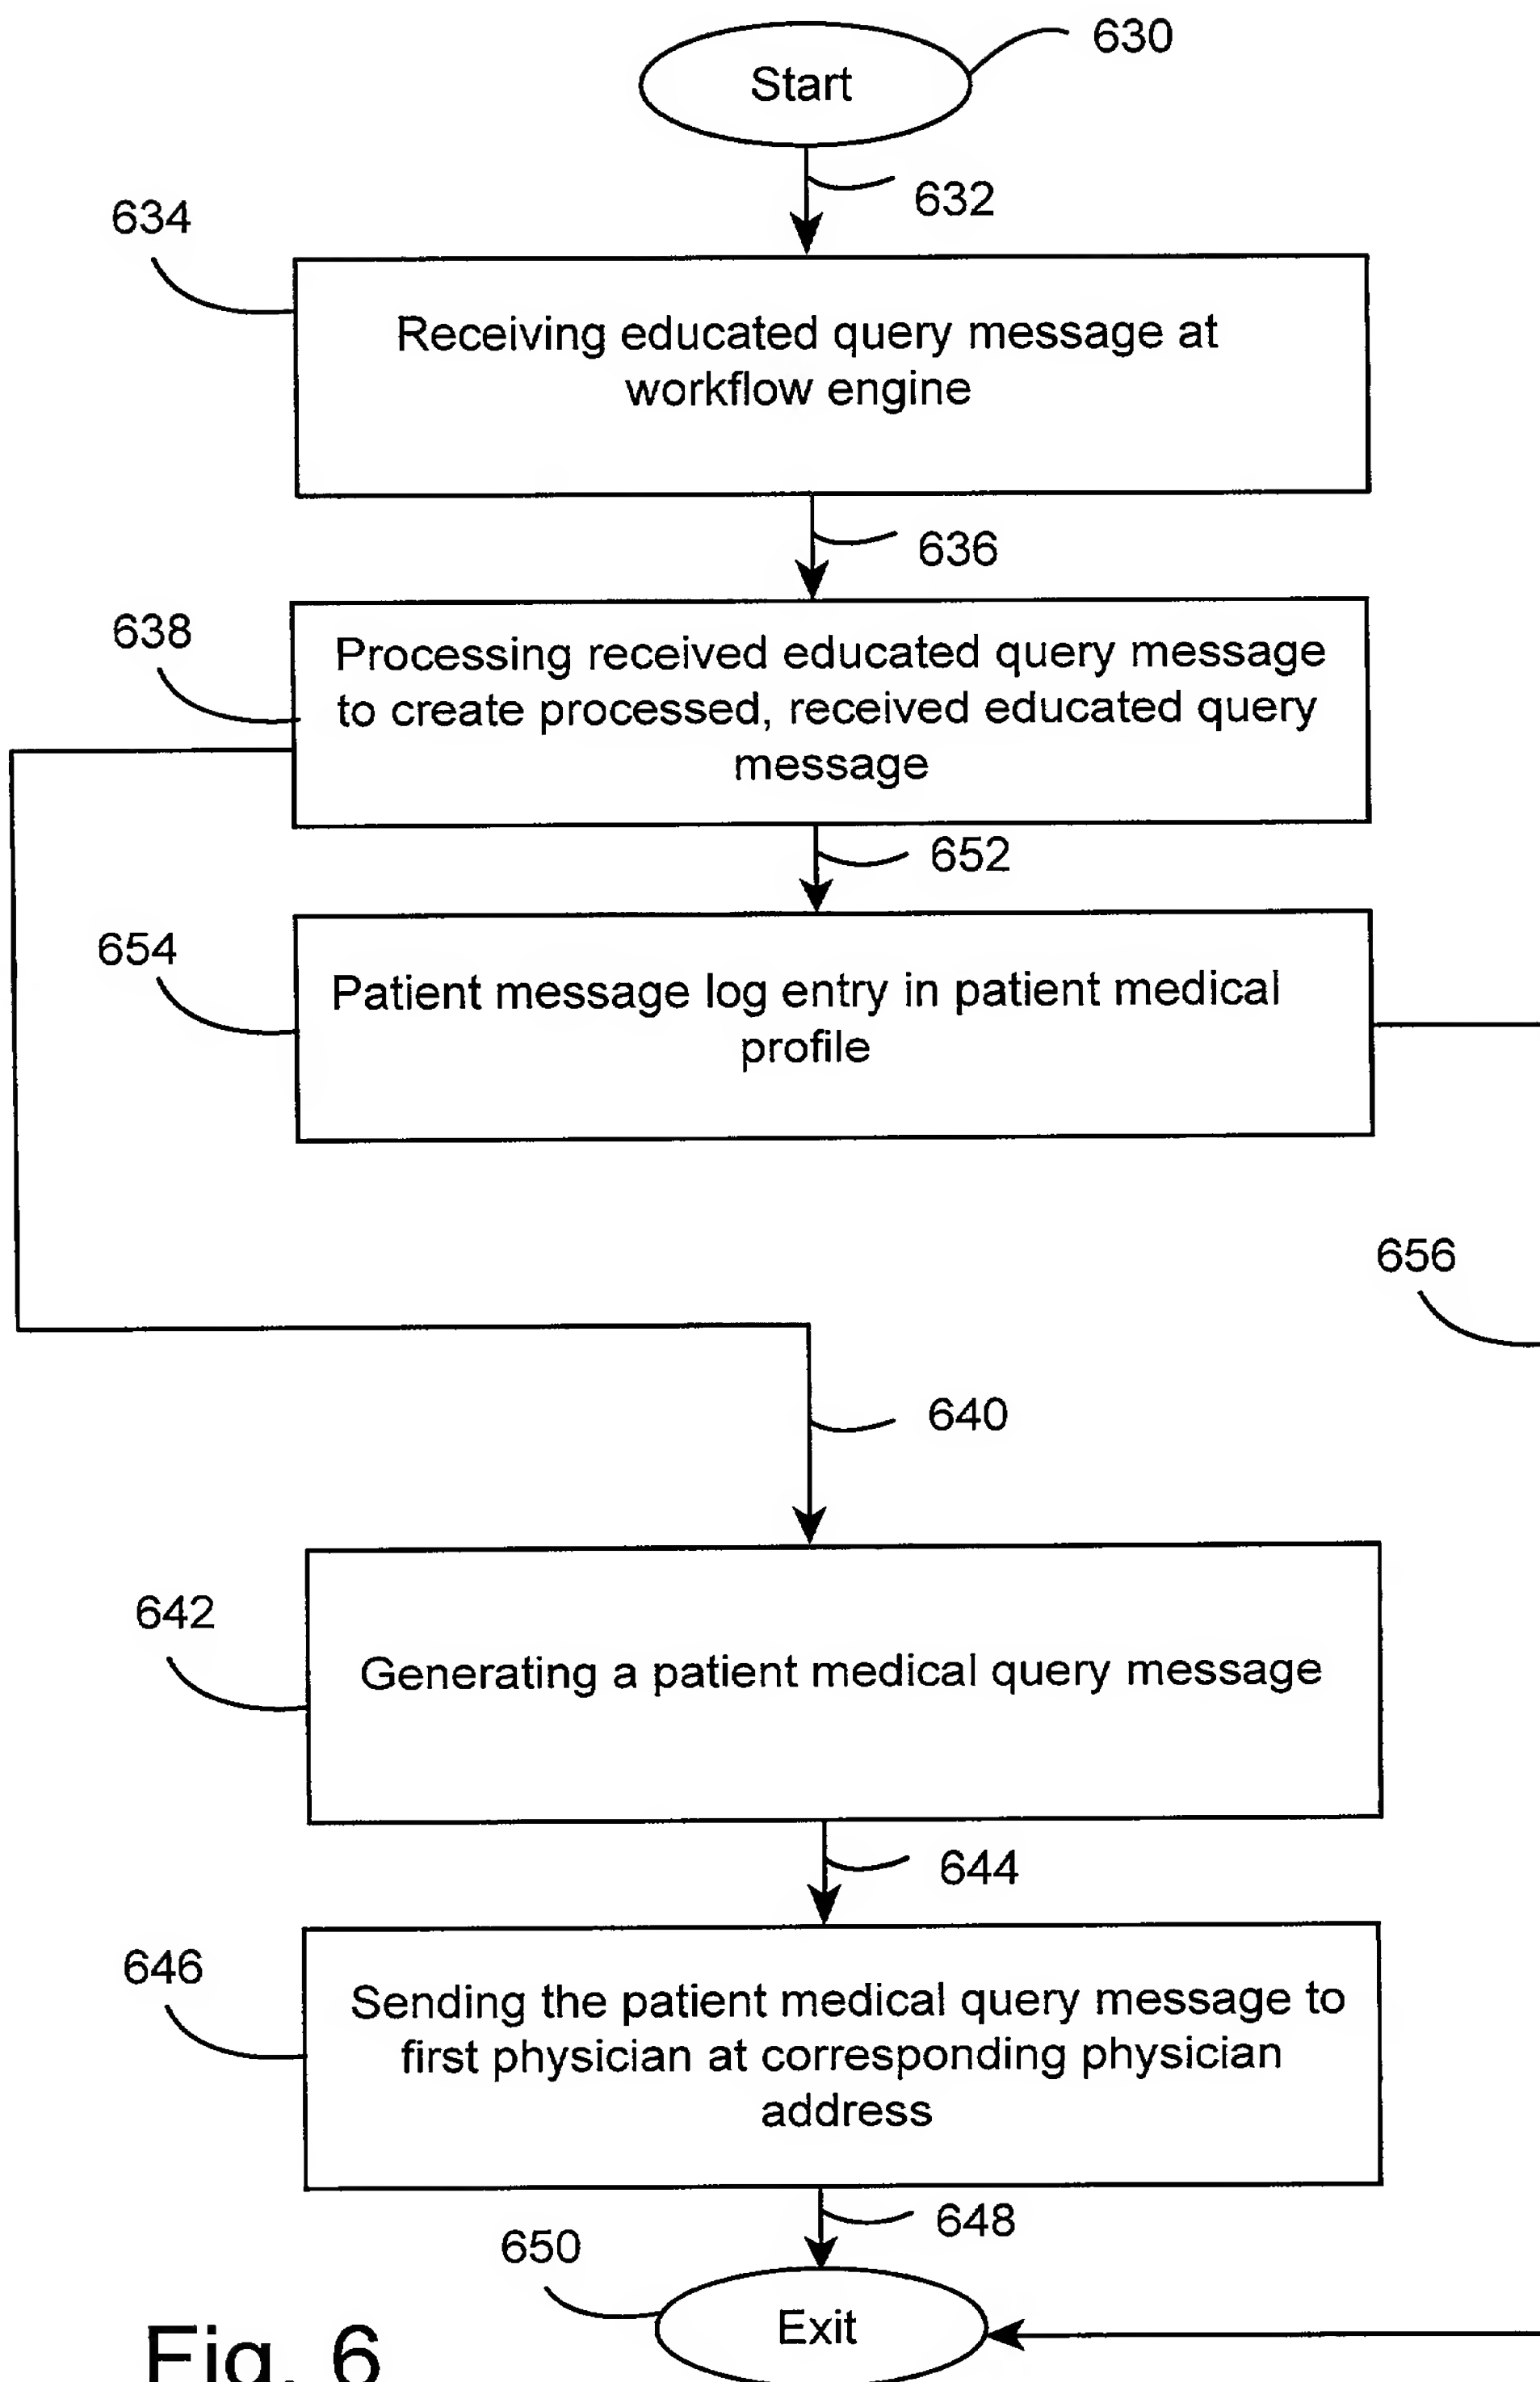 Start
630
632
634
Receiving educated query message at
workflow engine
636
638
Processing received educated query message
to create processed, received educated query
message
652
654
Patient message log entry in patient medical
profile
656
640
642
Generating a patient medical query message
644
646
Sending the patient medical query message to
first physician at corresponding physician
address
648
650
Exit
Fig. 6